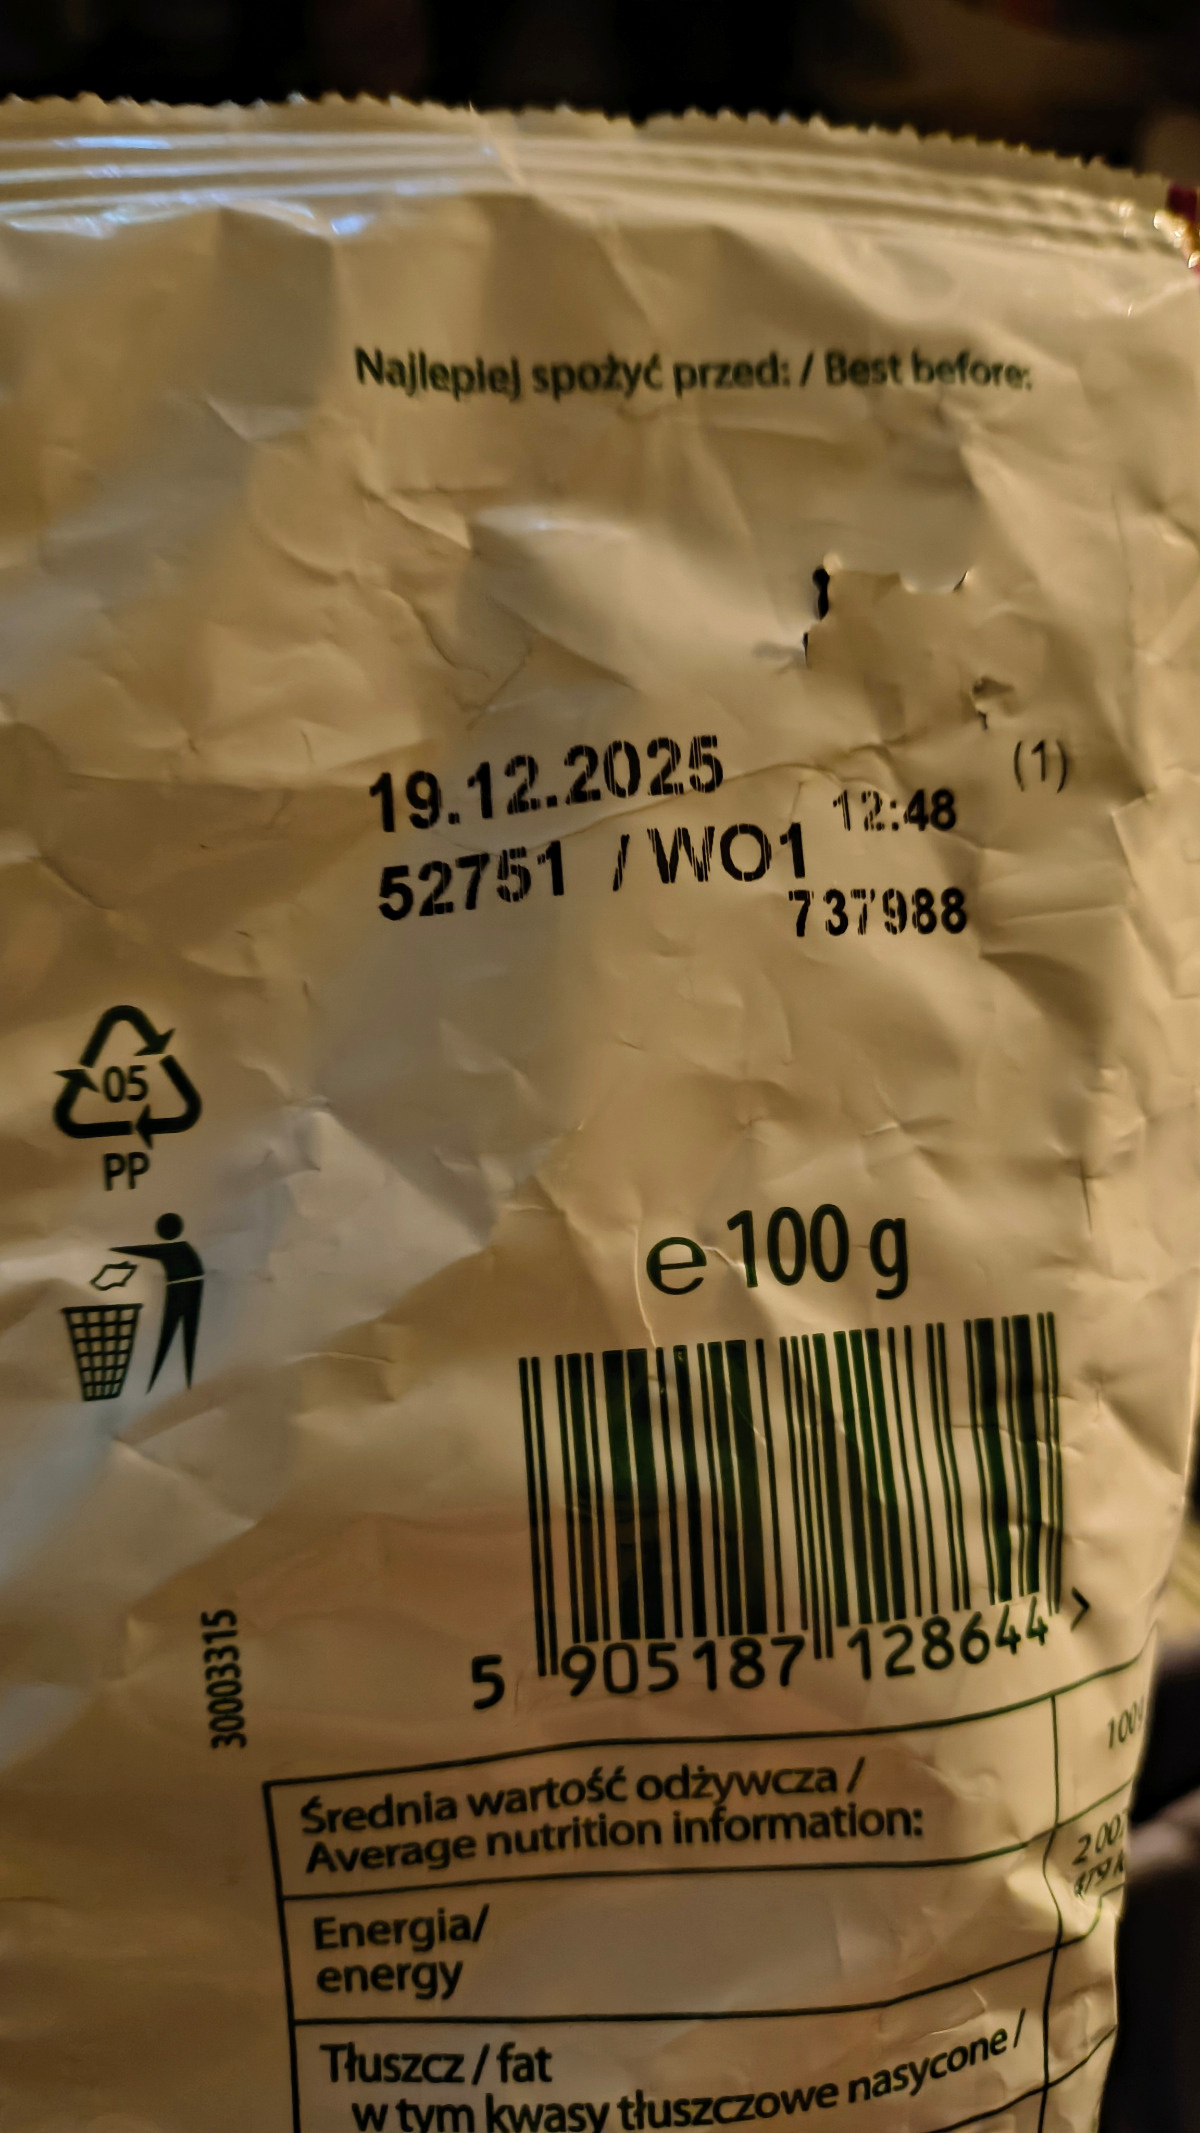 Najlepiej spożyć przed: / Best before:
19.12.2025
(1)
52751 / WO1 12:48
737988
05
PP
e 100 g
5 905187 128644 >
30003315
Średnia wartość odżywcza /
Average nutrition information:
Energia/
energy
Tłuszcz / fat
w tym kwasy tłuszczowe nasycone /